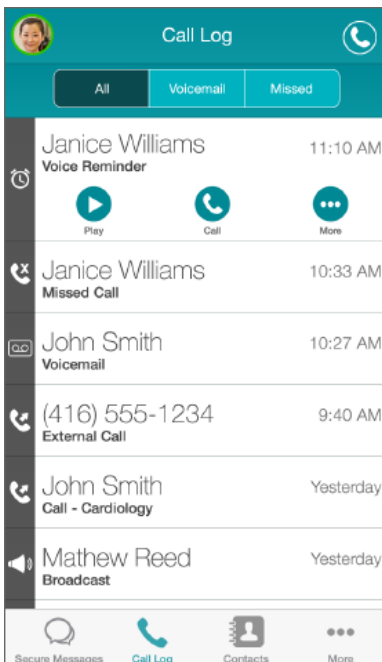 Call Log
All Voicemail Missed
Janice Williams 11:10 AM
Voice Reminder
Play Call More
Janice Williams 10:33 AM
Missed Call
John Smith 10:27 AM
Voicemail
(416) 555-1234 9:40 AM
External Call
John Smith Yesterday
Call - Cardiology
Mathew Reed Yesterday
Broadcast
Secure Messages Call Log Contacts More